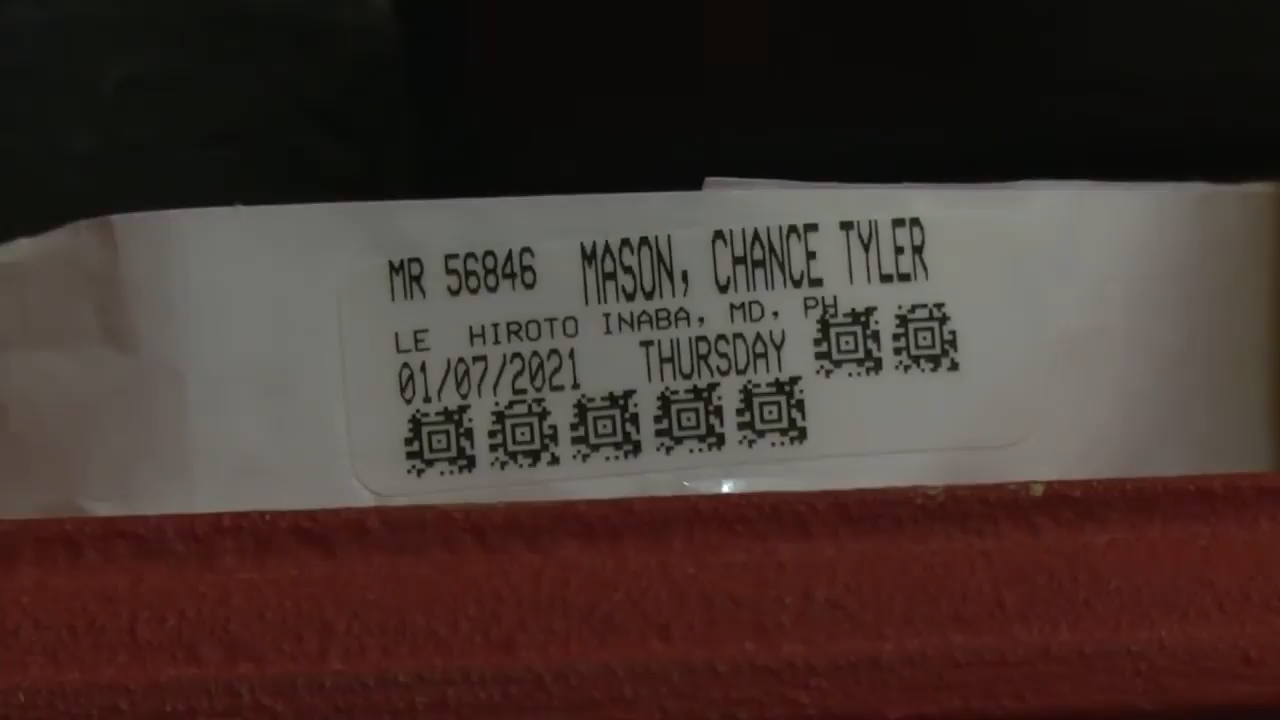 MR 56846 MASON, CHANCE TYLER
LE HIROTO INABA, MD, PH
01/07/2021 THURSDAY